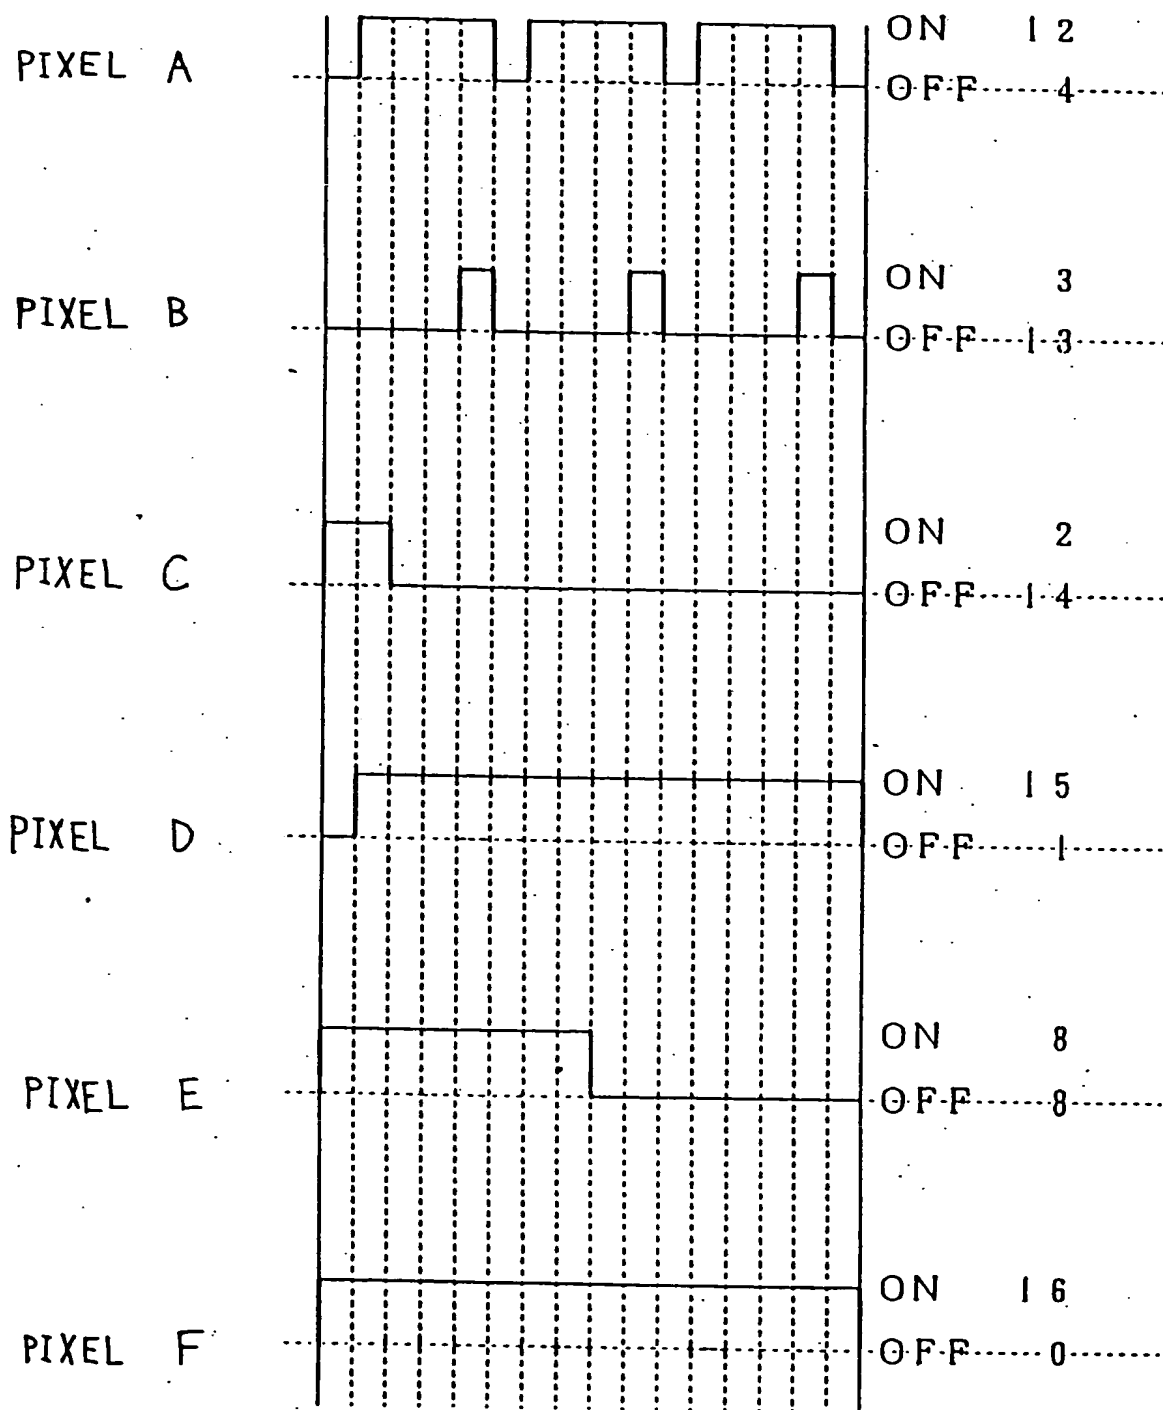 PIXEL A ON 12
OFF 4
PIXEL B ON 3
OFF 13
PIXEL C ON 2
OFF 14
PIXEL D ON 15
OFF 1
PIXEL E ON 8
OFF 8
PIXEL F ON 16
OFF 0